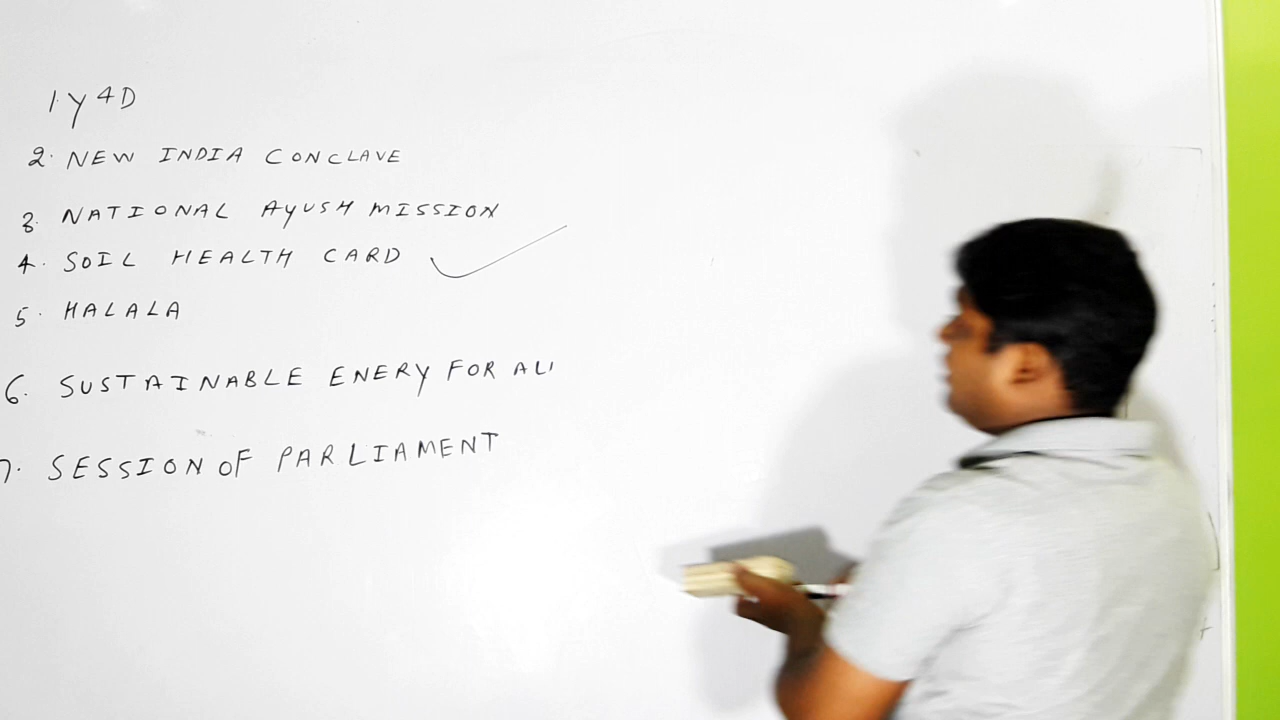 1. Y4D
2. NEW INDIA CONCLAVE
3. NATIONAL AYUSH MISSION
4. SOIL HEALTH CARD
5. HALALA
6. SUSTAINABLE ENERY FOR ALL
7. SESSION OF PARLIAMENT